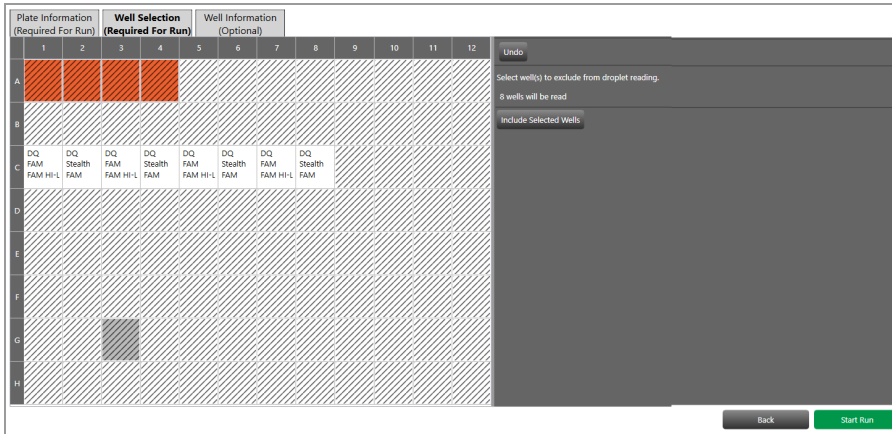 Plate Information
(Required For Run)
Well Selection
(Required For Run)
Well Information
(Optional)
1 2 3 4 5 6 7 8 9 10 11 12
Undo
A
Select well(s) to exclude from droplet reading.
8 wells will be read
B
Include Selected Wells
C
DQ
FAM
FAM HI-L
DQ
Stealth
FAM
DQ
FAM
FAM HI-L
DQ
Stealth
FAM
DQ
FAM
FAM HI-L
DQ
Stealth
FAM
DQ
FAM
FAM HI-L
DQ
Stealth
FAM
D
E
F
G
H
Back
Start Run